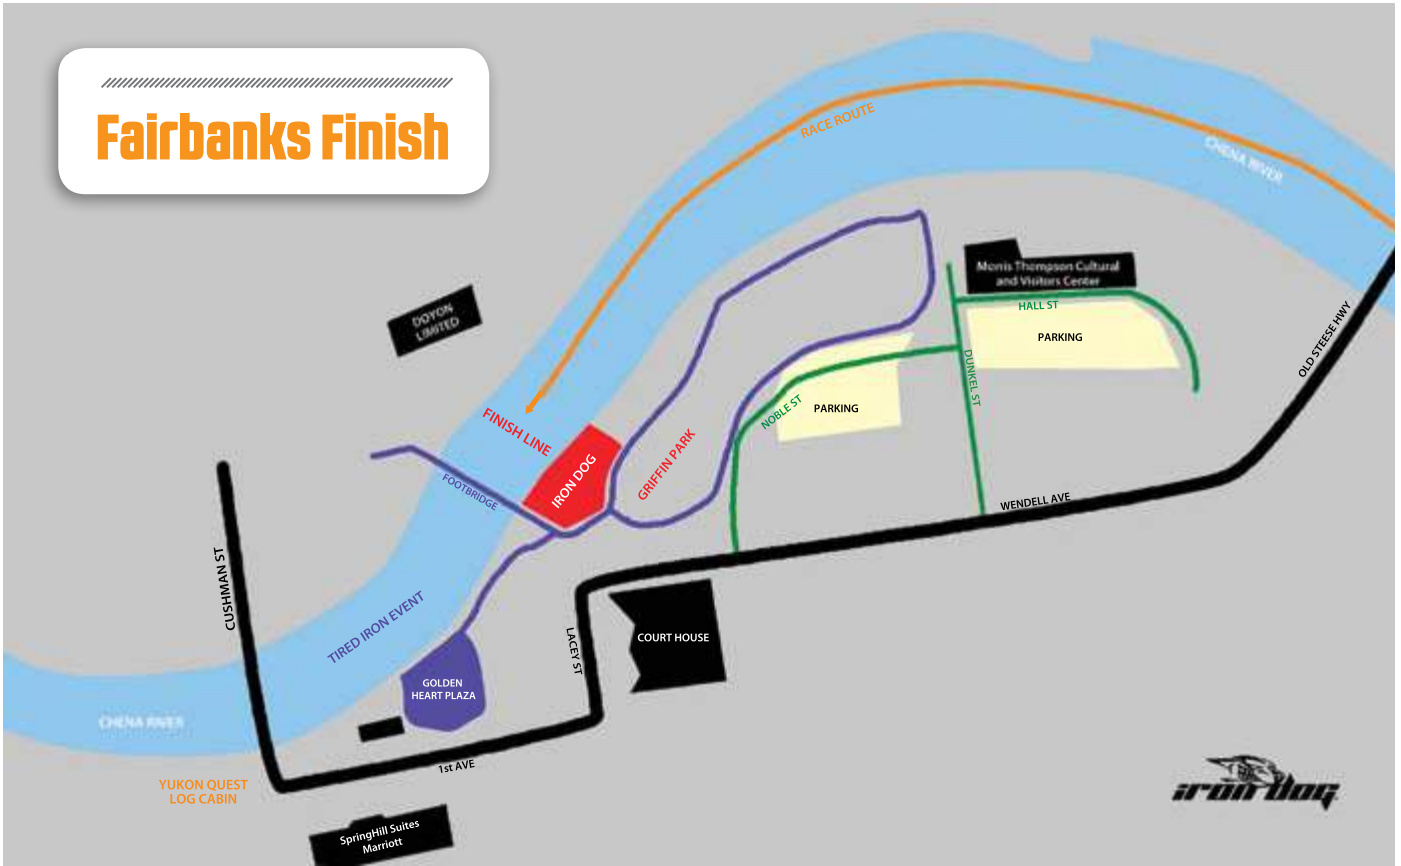 Fairbanks Finish
RACE ROUTE
CHENA RIVER
Morris Thompson Cultural
and Visitors Center
HALL ST
PARKING
OLD STEESE HWY
DOYON
LIMITED
DUNKEL ST
NOBLE ST
PARKING
FINISH LINE
IRON DOG
GRIFFIN PARK
FOOTBRIDGE
WENDELL AVE
CUSHMAN ST
TIRED IRON EVENT
LACEY ST
COURT HOUSE
GOLDEN
HEART PLAZA
CHENA RIVER
1st AVE
YUKON QUEST
LOG CABIN
iron dog
SpringHill Suites
Marriott